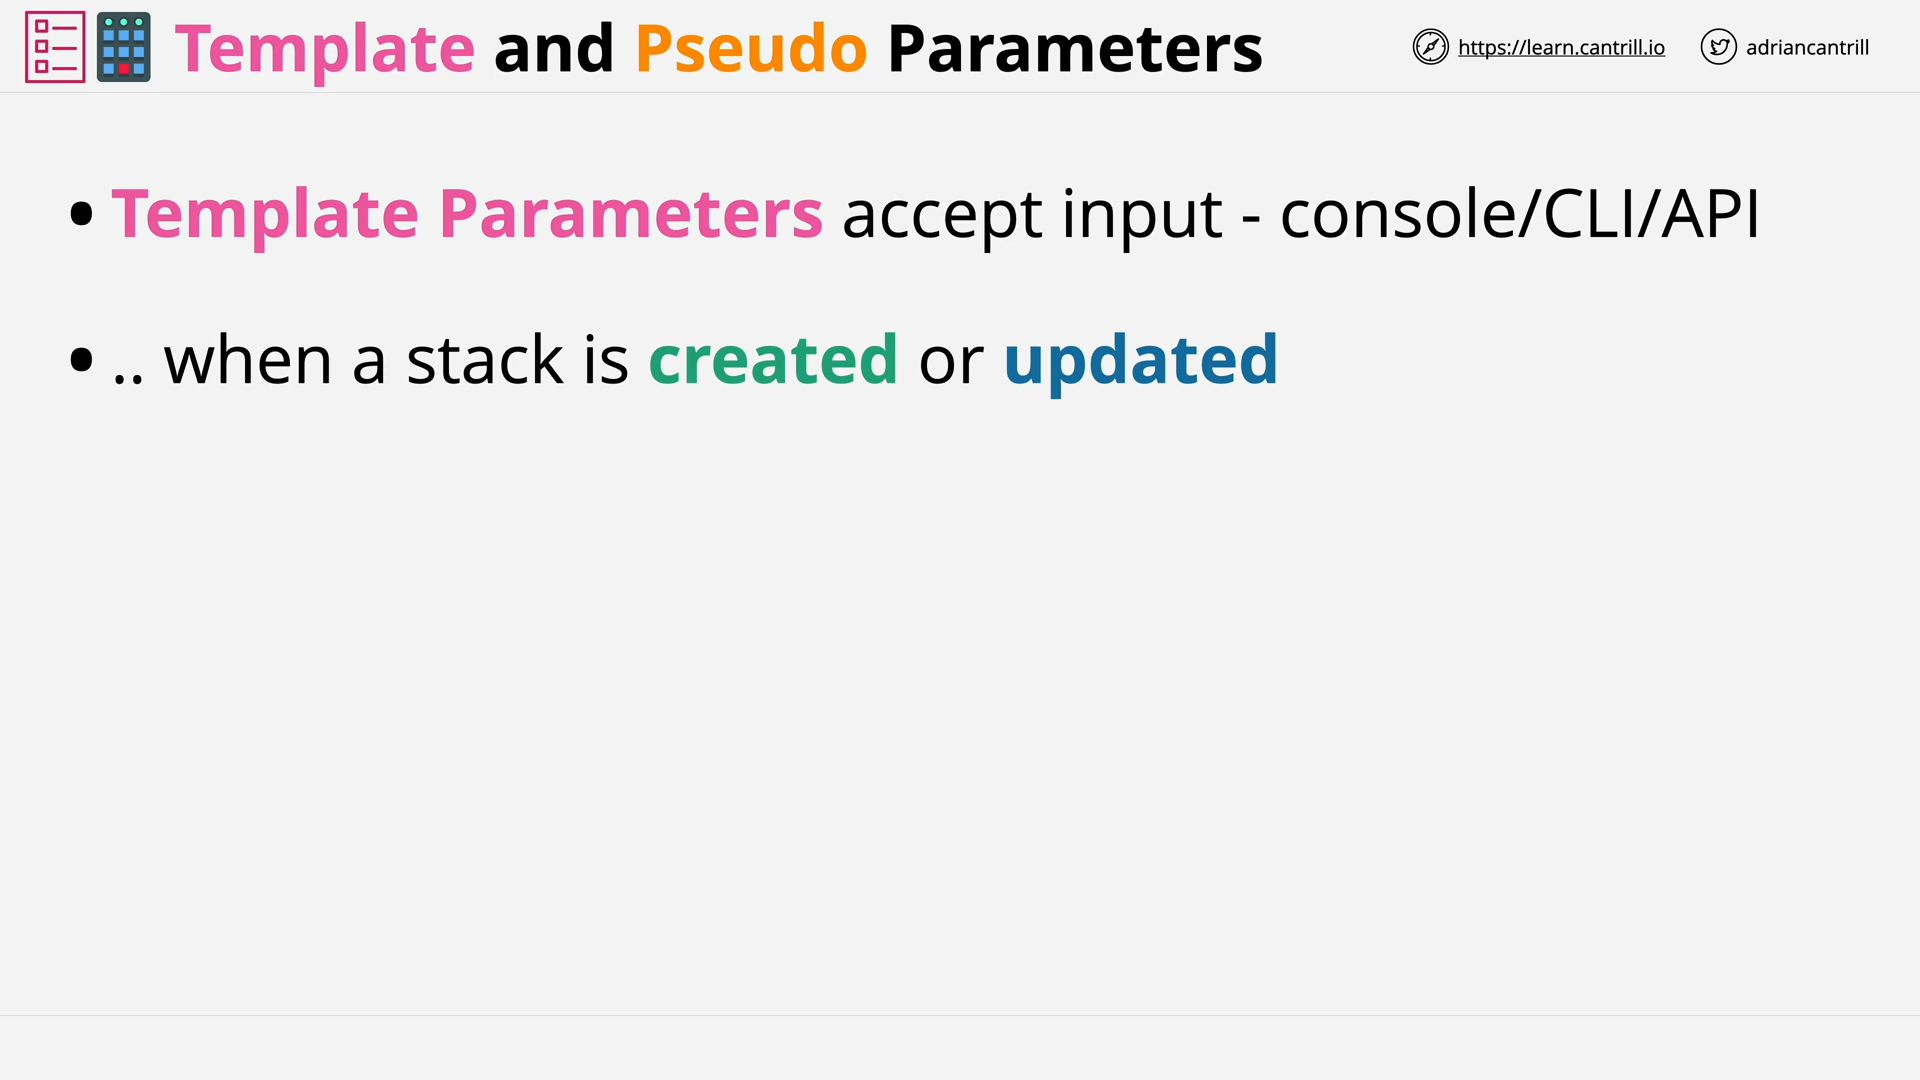 Template and Pseudo Parameters
https://learn.cantrill.io
adriancantrill
• Template Parameters accept input - console/CLI/API
• .. when a stack is created or updated